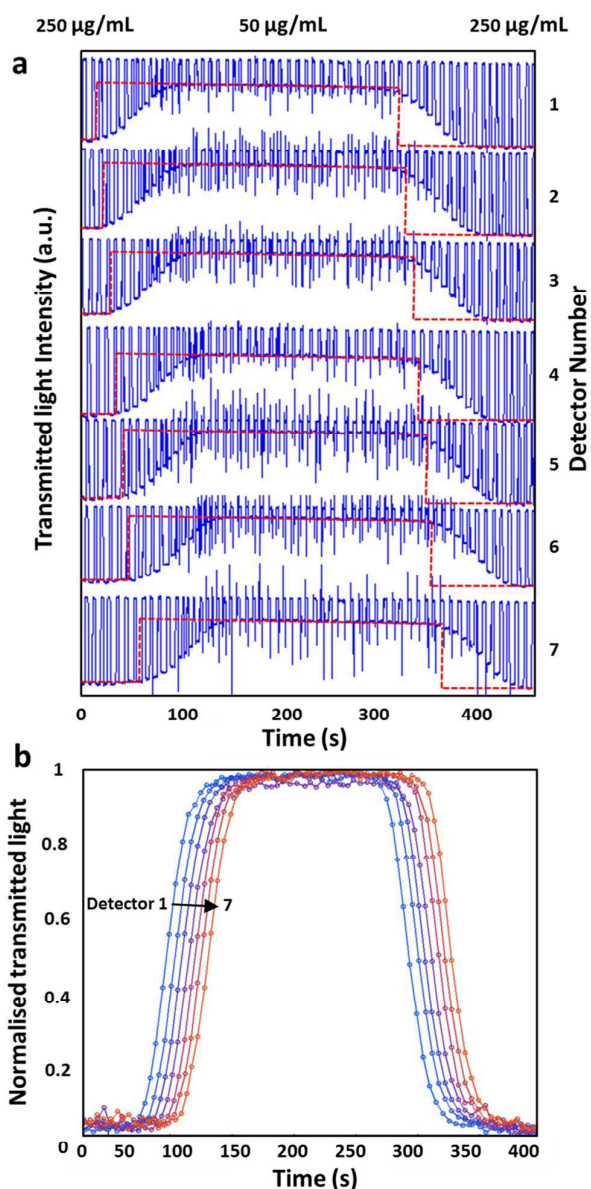 250 µg/mL 50 µg/mL 250 µg/mL
a
Transmitted light Intensity (a.u.)
1
2
3
4
5
6
7
Detector Number
0 100 200 300 400
Time (s)
b
Normalised transmitted light
1
0.8
0.6
0.4
0.2
0
Detector 1 7
0 50 100 150 200 250 300 350 400
Time (s)